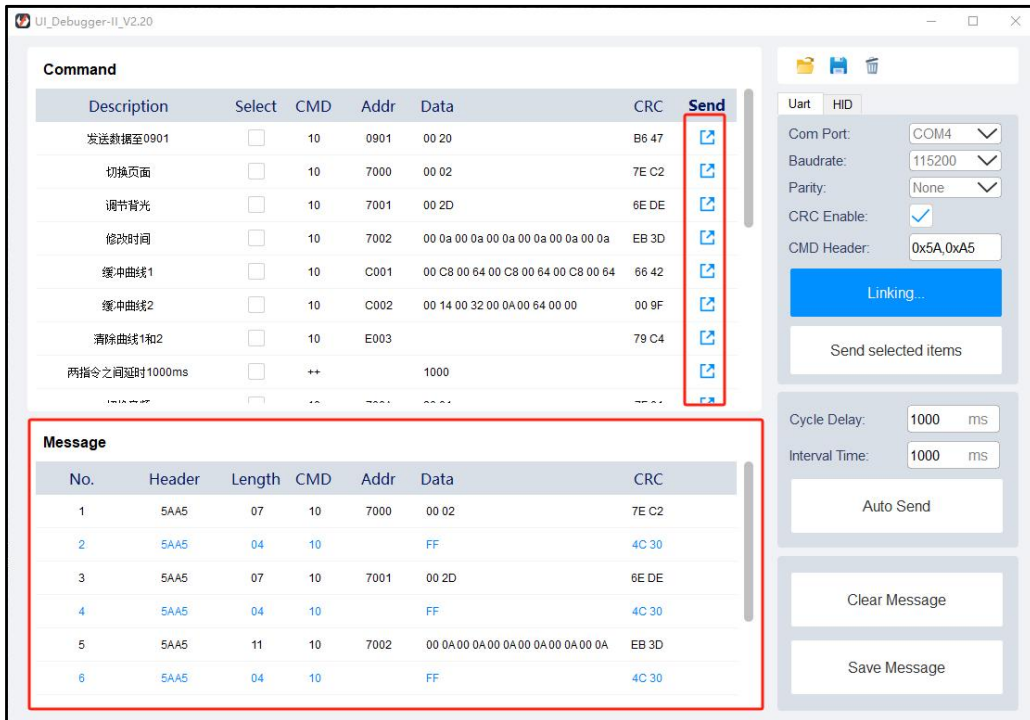 UI_Debugger-II_V2.20
Command
Description Select CMD Addr Data CRC Send
发送数据至0901 10 0901 00 20 B6 47
切换页面 10 7000 00 02 7E C2
调节背光 10 7001 00 2D 6E DE
修改时间 10 7002 00 0a 00 0a 00 0a 00 0a 00 0a 00 0a EB 3D
缓冲曲线1 10 C001 00 C8 00 64 00 C8 00 64 00 C8 00 64 66 42
缓冲曲线2 10 C002 00 14 00 32 00 0A 00 64 00 00 00 9F
清除曲线1和2 10 E003 79 C4
两指令之间延时1000ms ++ 1000
Message
No. Header Length CMD Addr Data CRC
1 5AA5 07 10 7000 00 02 7E C2
2 5AA5 04 10 FF 4C 30
3 5AA5 07 10 7001 00 2D 6E DE
4 5AA5 04 10 FF 4C 30
5 5AA5 11 10 7002 00 0A 00 0A 00 0A 00 0A 00 0A 00 0A EB 3D
6 5AA5 04 10 FF 4C 30
Uart HID
Com Port: COM4
Baudrate: 115200
Parity: None
CRC Enable:
CMD Header: 0x5A,0xA5
Linking...
Send selected items
Cycle Delay: 1000 ms
Interval Time: 1000 ms
Auto Send
Clear Message
Save Message